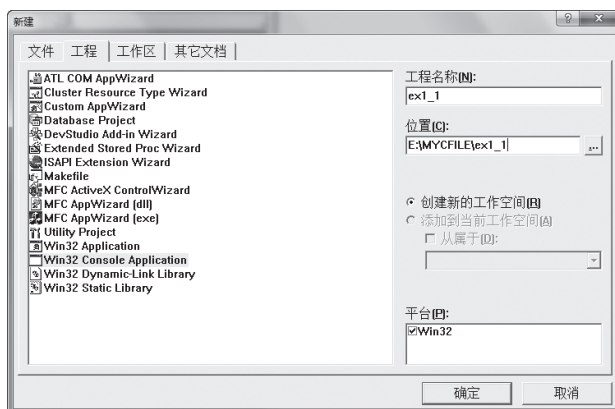 新建
文件 工程 工作区 其它文档
ATL COM AppWizard
Cluster Resource Type Wizard
Custom AppWizard
Database Project
DevStudio Add-in Wizard
Extended Stored Proc Wizard
ISAPI Extension Wizard
Makefile
MFC ActiveX ControlWizard
MFC AppWizard (dll)
MFC AppWizard (exe)
Utility Project
Win32 Application
Win32 Console Application
Win32 Dynamic-Link Library
Win32 Static Library
工程名称(N):
ex1_1
位置(C):
E:\MYCFILE\ex1_1
...
创建新的工作空间(R)
添加到当前工作空间(A)
从属于(D):
平台(P):
Win32
确定 取消